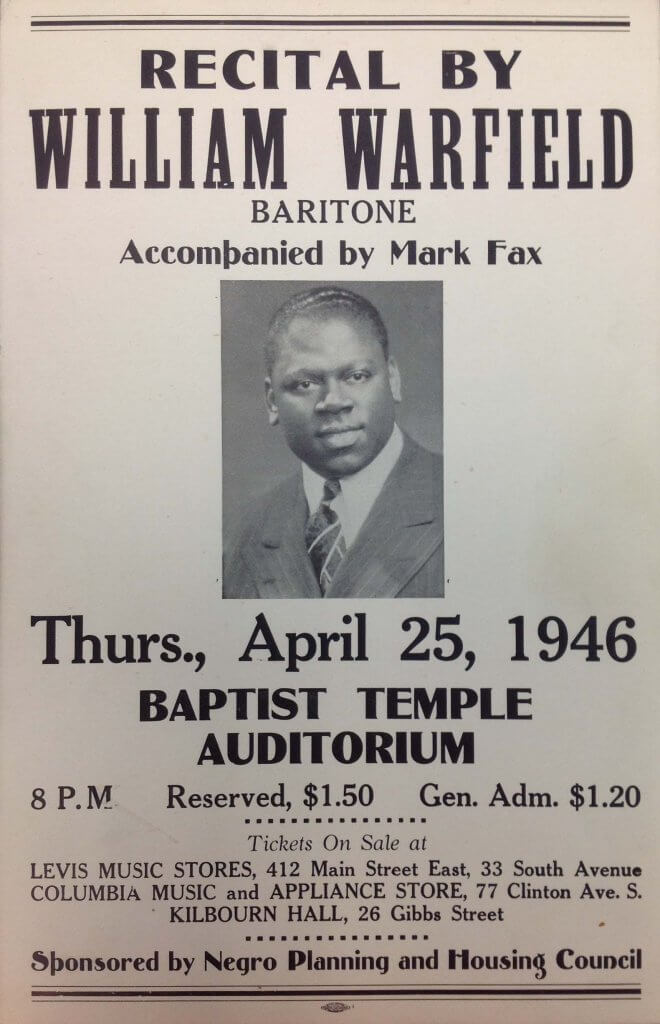 RECITAL BY
WILLIAM WARFIELD
BARITONE
Accompanied by Mark Fax
Thurs., April 25, 1946
BAPTIST TEMPLE
AUDITORIUM
8 P.M. Reserved, $1.50 Gen. Adm. $1.20
Tickets On Sale at
LEVIS MUSIC STORES, 412 Main Street East, 33 South Avenue
COLUMBIA MUSIC and APPLIANCE STORE, 77 Clinton Ave. S.
KILBOURN HALL, 26 Gibbs Street
Sponsored by Negro Planning and Housing Council